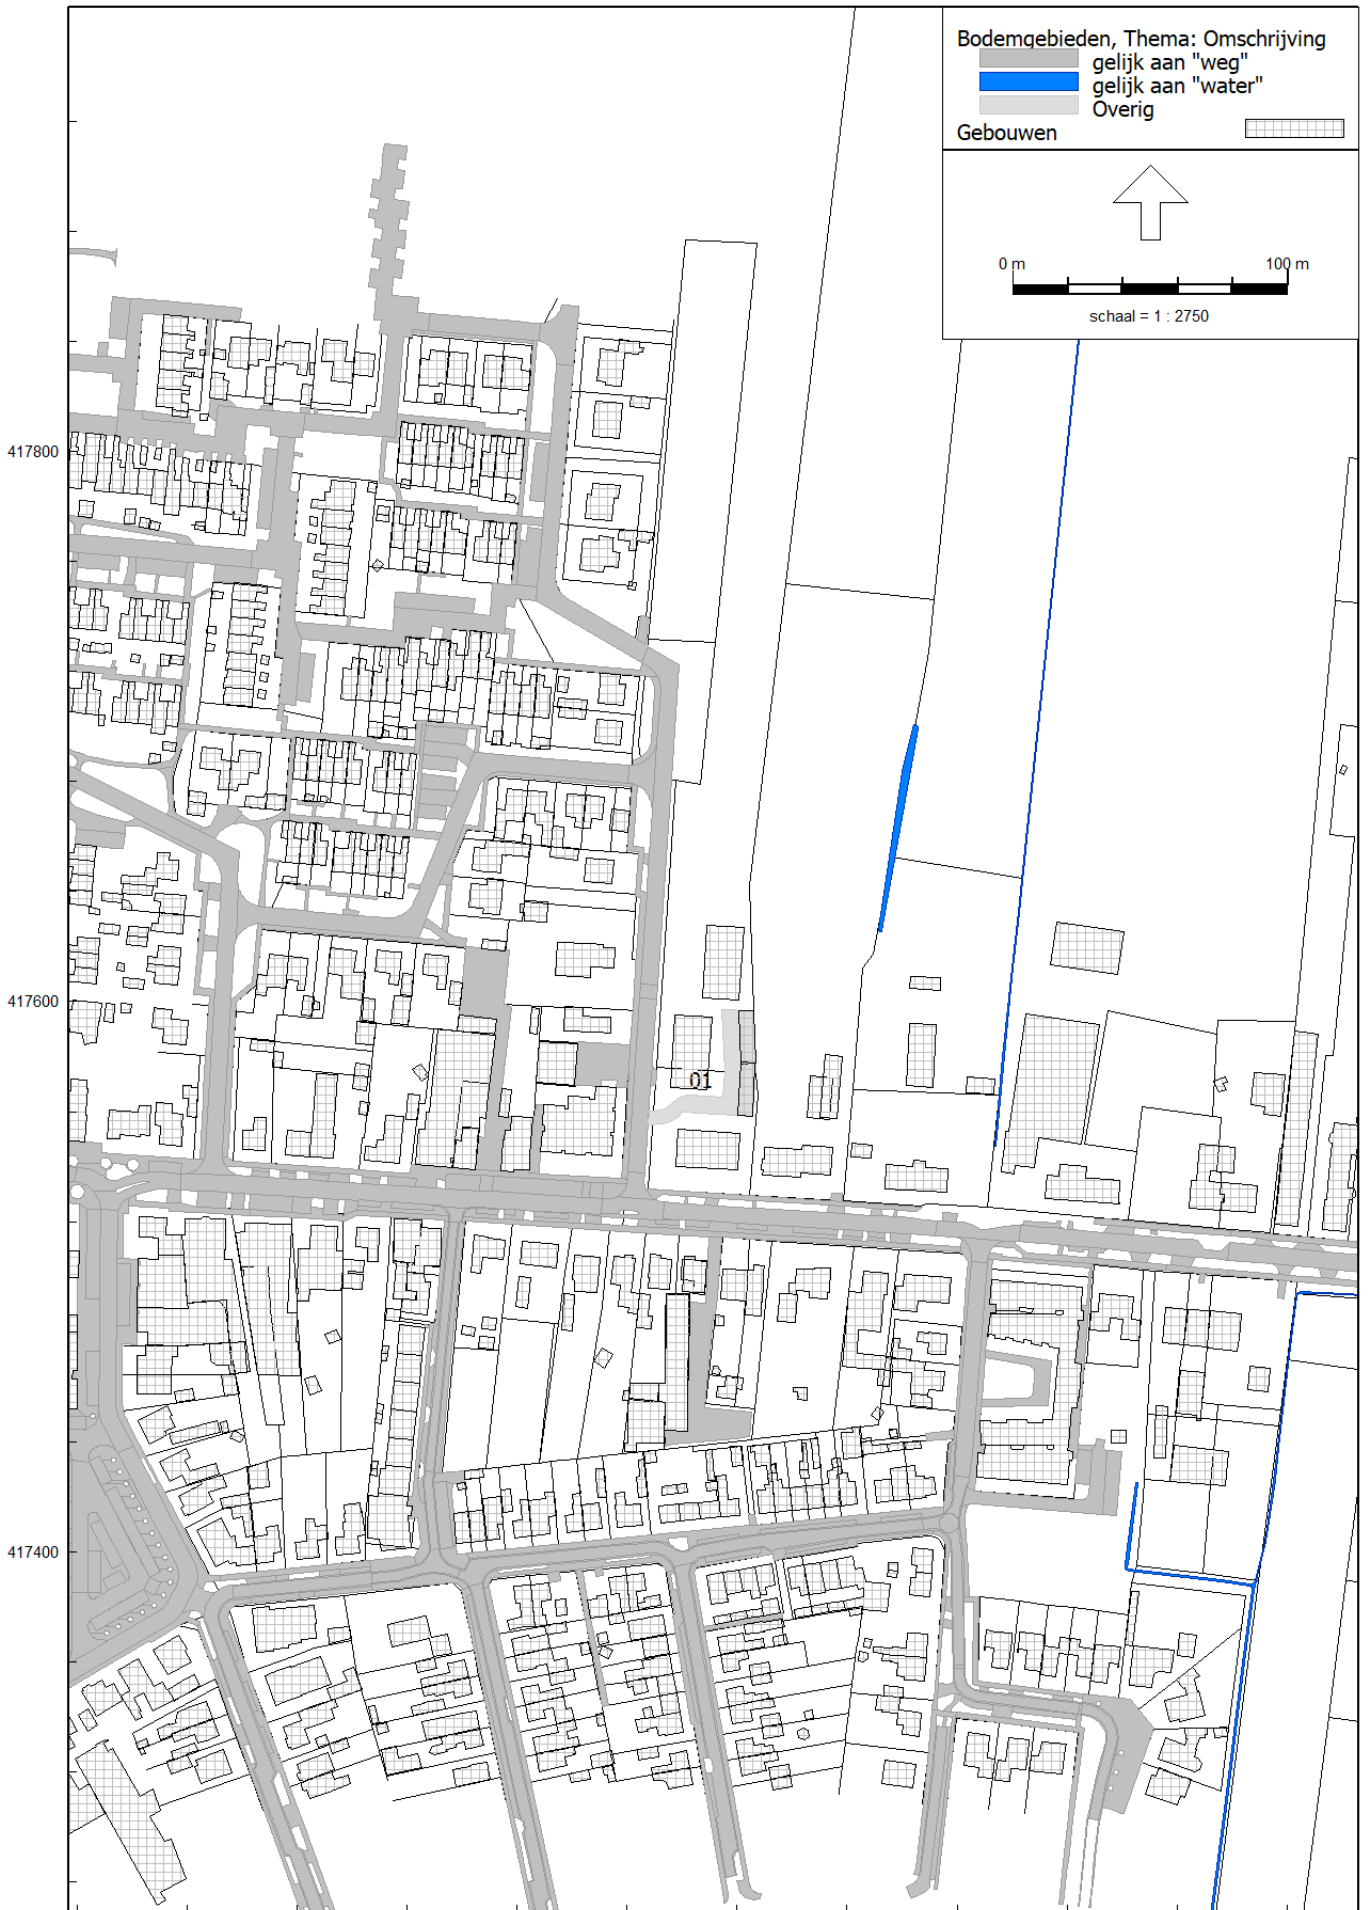 Bodemgebieden, Thema: Omschrijving
gelijk aan "weg"
gelijk aan "water"
Overig
Gebouwen
0 m 100 m
schaal = 1 : 2750
417800
417600
01
417400